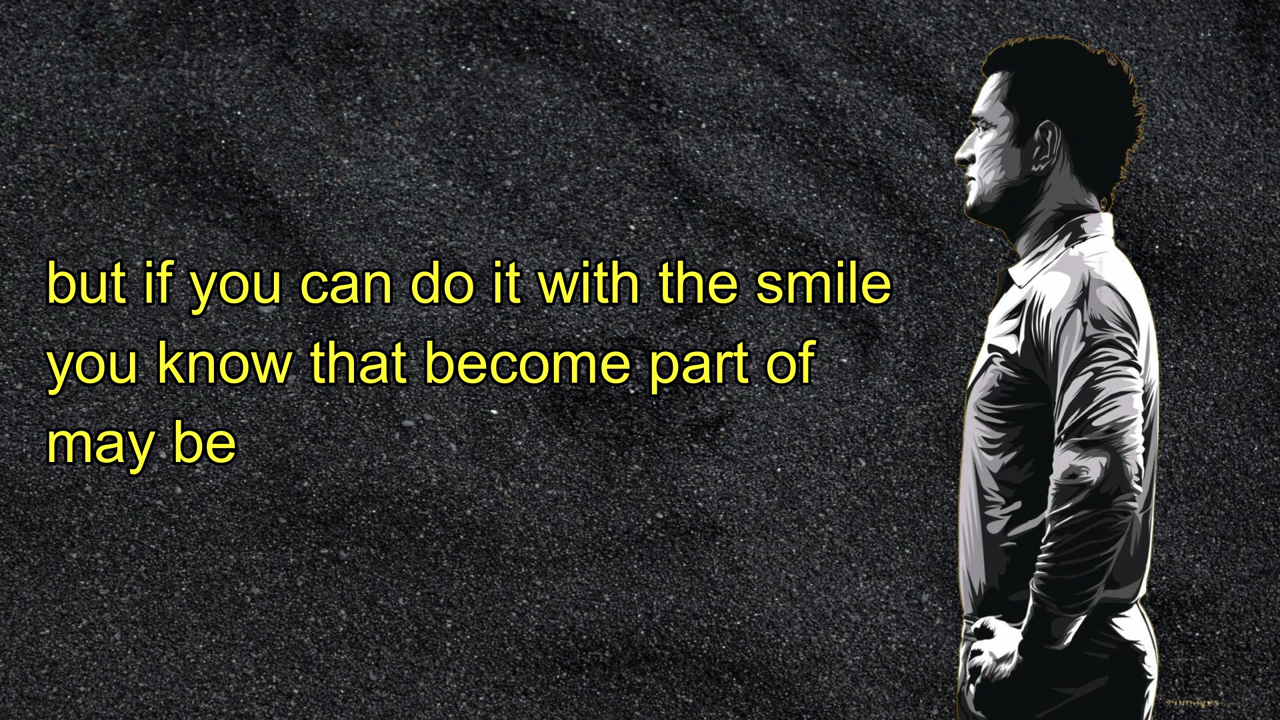 but if you can do it with the smile
you know that become part of
may be